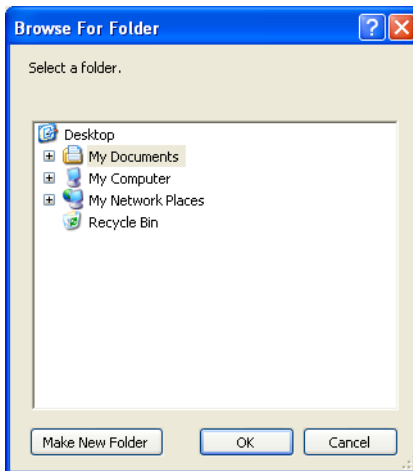 Browse For Folder
Select a folder.
Desktop
My Documents
My Computer
My Network Places
Recycle Bin
Make New Folder OK Cancel